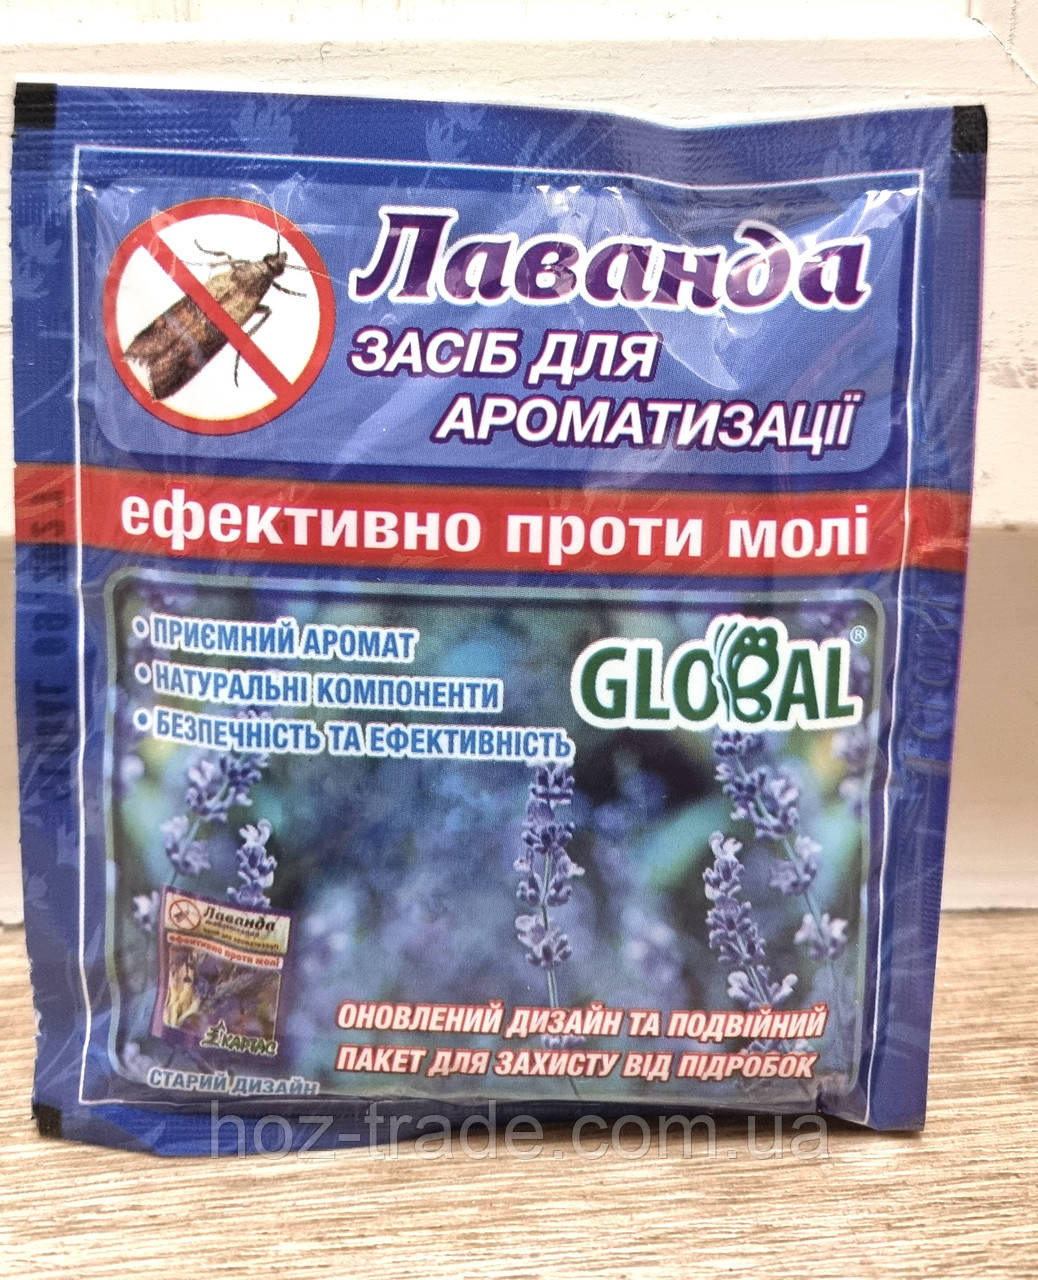 Лаванда
ЗАСІБ ДЛЯ
АРОМАТИЗАЦІЇ
ефективно проти молі
• ПРИЄМНИЙ АРОМАТ
• НАТУРАЛЬНІ КОМПОНЕНТИ
• БЕЗПЕЧНІСТЬ ТА ЕФЕКТИВНІСТЬ
GLOBAL®
Лаванда
ефективно проти молі
КАРТАС
СТАРИЙ ДИЗАЙН
ОНОВЛЕНИЙ ДИЗАЙН ТА ПОДВІЙНИЙ
ПАКЕТ ДЛЯ ЗАХИСТУ ВІД ПІДРОБОК
hoz-trade.com.ua